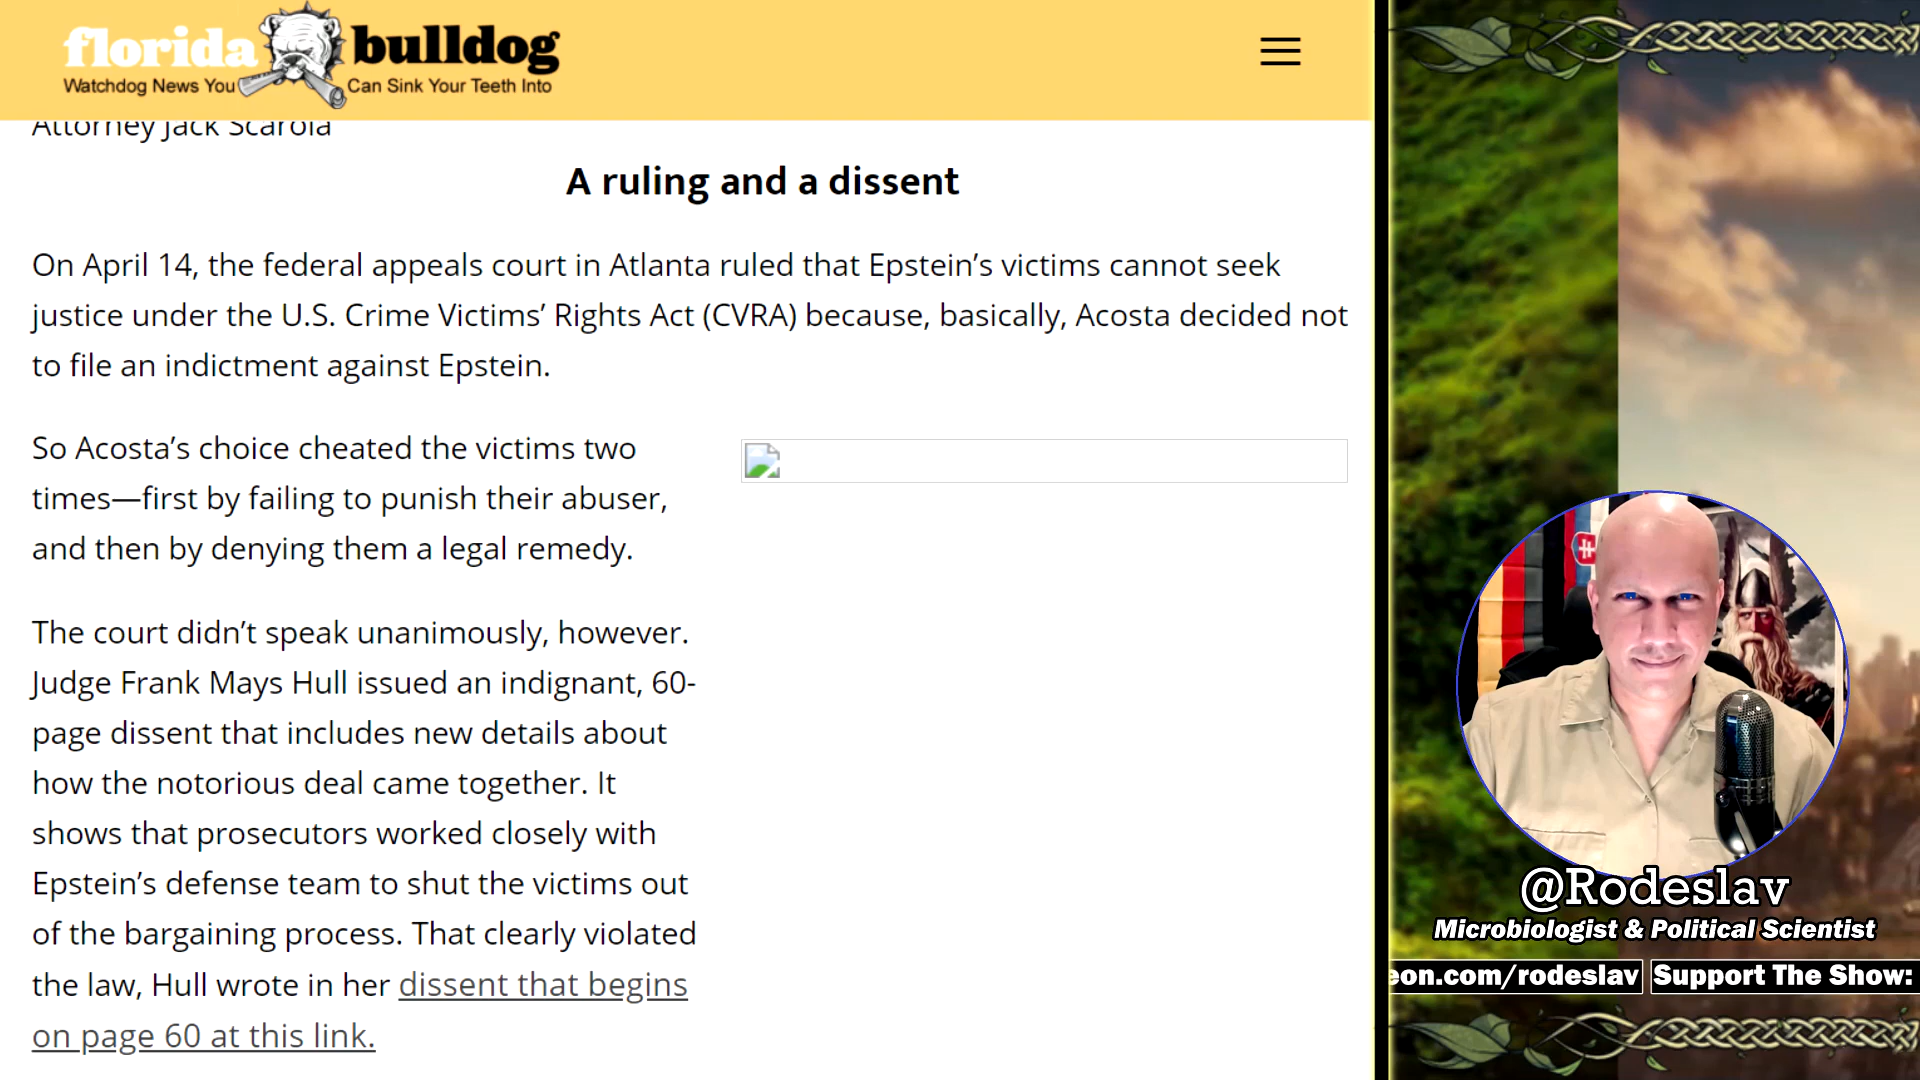 florida bulldog
Watchdog News You Can Sink Your Teeth Into
Attorney Jack Scarola
A ruling and a dissent
On April 14, the federal appeals court in Atlanta ruled that Epstein’s victims cannot seek
justice under the U.S. Crime Victims’ Rights Act (CVRA) because, basically, Acosta decided not
to file an indictment against Epstein.
So Acosta’s choice cheated the victims two
times—first by failing to punish their abuser,
and then by denying them a legal remedy.
The court didn’t speak unanimously, however.
Judge Frank Mays Hull issued an indignant, 60-
page dissent that includes new details about
how the notorious deal came together. It
shows that prosecutors worked closely with
Epstein’s defense team to shut the victims out
of the bargaining process. That clearly violated
the law, Hull wrote in her dissent that begins
on page 60 at this link.
@Rodeslav
Microbiologist & Political Scientist
eon.com/rodeslav Support The Show: